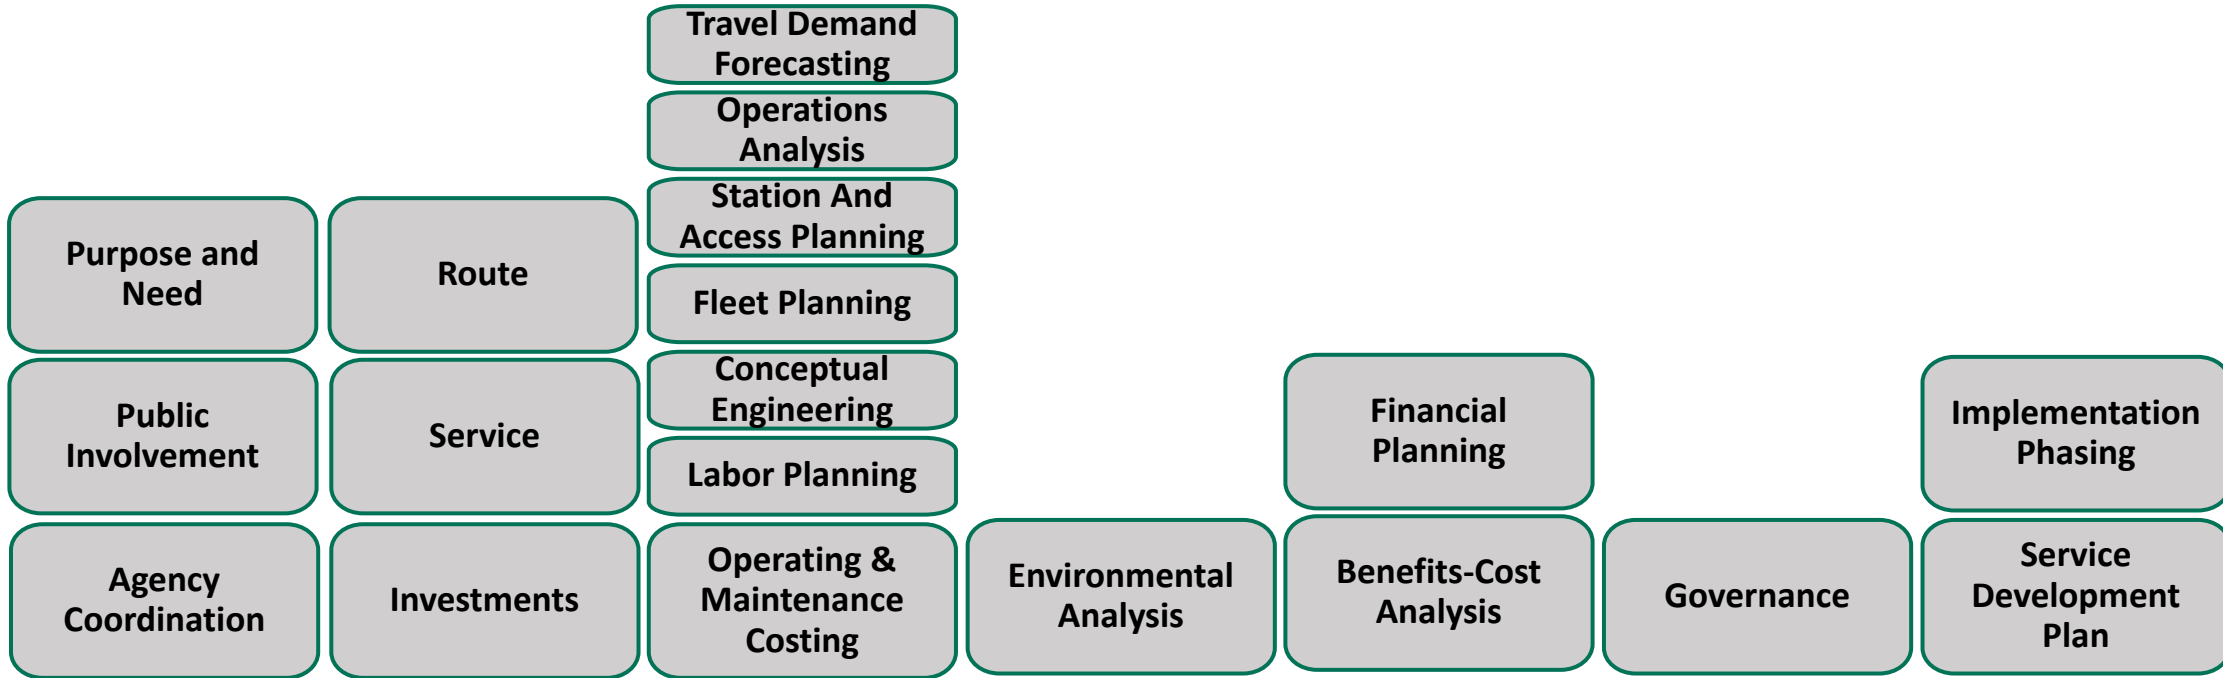 Purpose and
Need
Public
Involvement
Agency
Coordination
Route
Service
Investments
Travel Demand
Forecasting
Operations
Analysis
Station And
Access Planning
Fleet Planning
Conceptual
Engineering
Labor Planning
Operating &
Maintenance
Costing
Environmental
Analysis
Financial
Planning
Benefits-Cost
Analysis
Governance
Implementation
Phasing
Service
Development
Plan